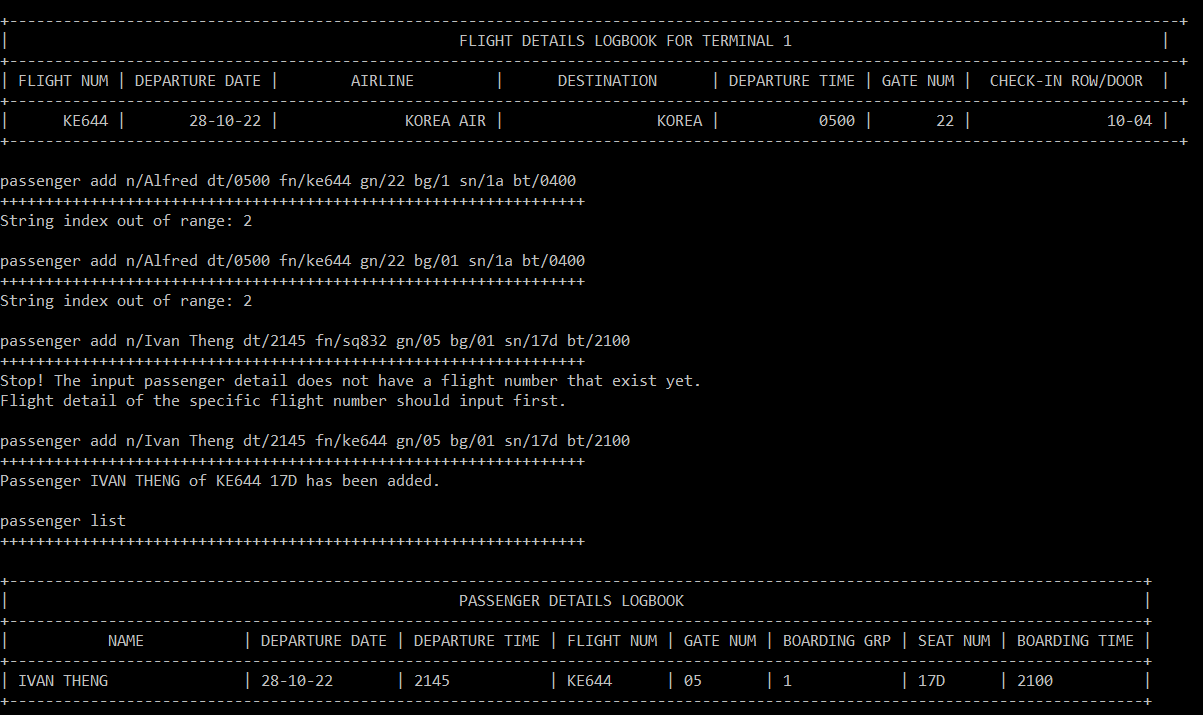 FLIGHT DETAILS LOGBOOK FOR TERMINAL 1
| FLIGHT NUM | DEPARTURE DATE | AIRLINE | DESTINATION | DEPARTURE TIME | GATE NUM | CHECK-IN ROW/DOOR |
| KE644 | 28-10-22 | KOREA AIR | KOREA | 0500 | 22 | 10-04 |
passenger add n/Alfred dt/0500 fn/ke644 gn/22 bg/1 sn/1a bt/0400
+++++++++++++++++++++++++++++++++++++++++++++++++++++++++++++++++
String index out of range: 2
passenger add n/Alfred dt/0500 fn/ke644 gn/22 bg/01 sn/1a bt/0400
+++++++++++++++++++++++++++++++++++++++++++++++++++++++++++++++++
String index out of range: 2
passenger add n/Ivan Theng dt/2145 fn/sq832 gn/05 bg/01 sn/17d bt/2100
+++++++++++++++++++++++++++++++++++++++++++++++++++++++++++++++++
Stop! The input passenger detail does not have a flight number that exist yet.
Flight detail of the specific flight number should input first.
passenger add n/Ivan Theng dt/2145 fn/ke644 gn/05 bg/01 sn/17d bt/2100
+++++++++++++++++++++++++++++++++++++++++++++++++++++++++++++++++
Passenger IVAN THENG of KE644 17D has been added.
passenger list
+++++++++++++++++++++++++++++++++++++++++++++++++++++++++++++++++
PASSENGER DETAILS LOGBOOK
| NAME | DEPARTURE DATE | DEPARTURE TIME | FLIGHT NUM | GATE NUM | BOARDING GRP | SEAT NUM | BOARDING TIME |
| IVAN THENG | 28-10-22 | 2145 | KE644 | 05 | 1 | 17D | 2100 |